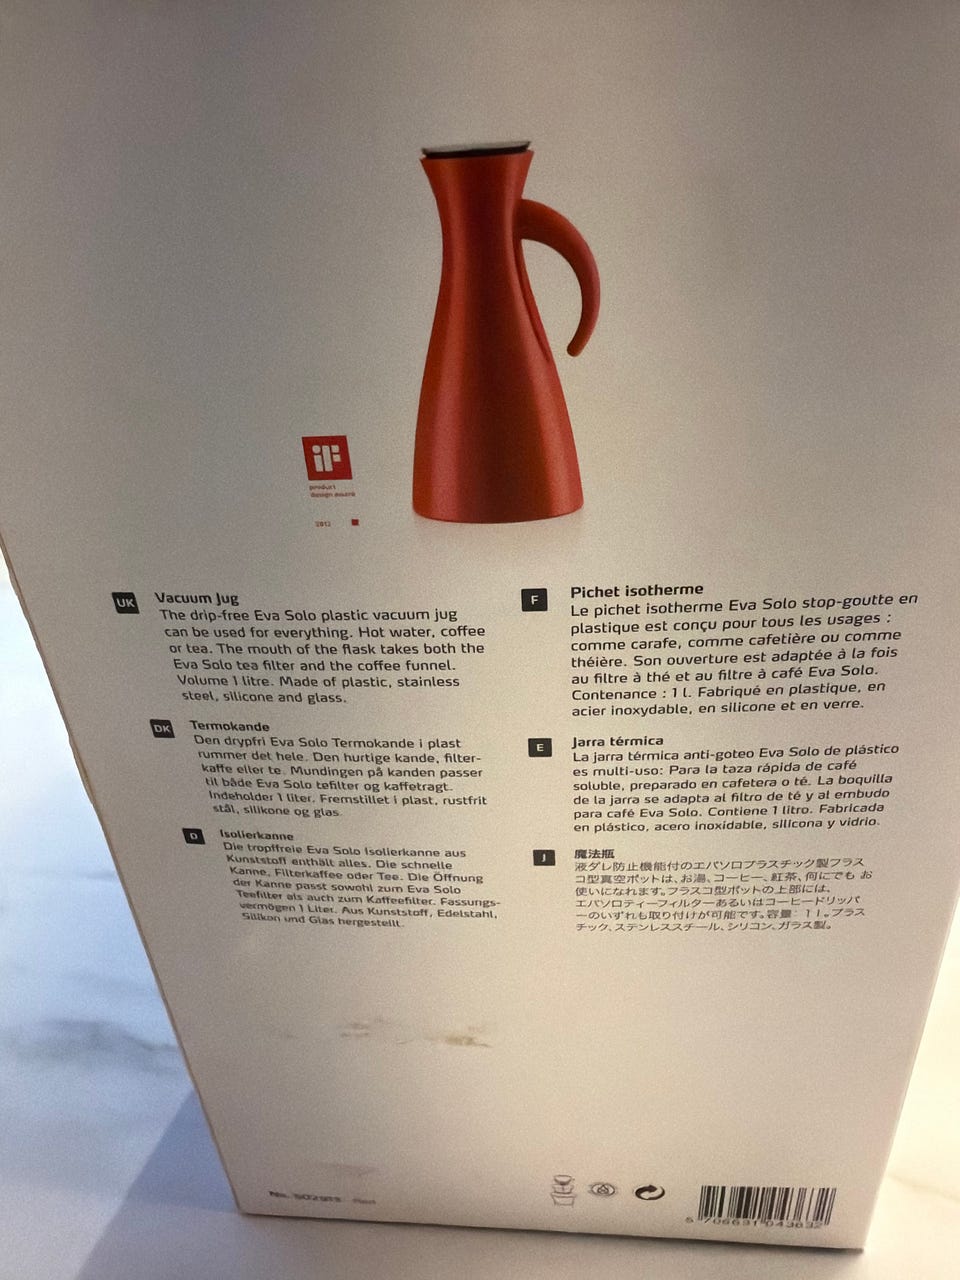 iF
product
design award
2012
UK
Vacuum Jug
The drip-free Eva Solo plastic vacuum jug
can be used for everything. Hot water, coffee
or tea. The mouth of the flask takes both the
Eva Solo tea filter and the coffee funnel.
Volume 1 litre. Made of plastic, stainless
steel, silicone and glass.
DK
Termokande
Den drypfri Eva Solo Termokande i plast
rummer det hele. Den hurtige kande, filter-
kaffe eller te. Mundingen på kanden passer
til både Eva Solo tefilter og kaffetragt.
Indeholder 1 liter. Fremstillet i plast, rustfrit
stål, silikone og glas.
D
Isolierkanne
Die tropffreie Eva Solo Isolierkanne aus
Kunststoff enthält alles. Die schnelle
Kanne, Filterkaffee oder Tee. Die Öffnung
der Kanne passt sowohl zum Eva Solo
Teefilter als auch zum Kaffeefilter. Fassungs-
vermögen 1 Liter. Aus Kunststoff, Edelstahl,
Silikon und Glas hergestellt.
F
Pichet isotherme
Le pichet isotherme Eva Solo stop-goutte en
plastique est conçu pour tous les usages :
comme carafe, comme cafetière ou comme
théière. Son ouverture est adaptée à la fois
au filtre à thé et au filtre à café Eva Solo.
Contenance : 1 l. Fabriqué en plastique, en
acier inoxydable, en silicone et en verre.
E
Jarra térmica
La jarra térmica anti-goteo Eva Solo de plástico
es multi-uso: Para la taza rápida de café
soluble, preparado en cafetera o té. La boquilla
de la jarra se adapta al filtro de té y al embudo
para café Eva Solo. Contiene 1 litro. Fabricada
en plástico, acero inoxidable, silicona y vidrio.
J
魔法瓶
液ダレ防止機能付のエバソロプラスチック製フラス
コ型真空ポットは、お湯、コーヒー、紅茶、何にでも お
使いになれます。フラスコ型ポットの上部には、
エバソロティーフィルターあるいはコーヒードリッパ
ーのいずれも取り付けが可能です。容量: 1 l。プラス
チック、ステンレススチール、シリコン、ガラス製。
No.
5 706631 043632